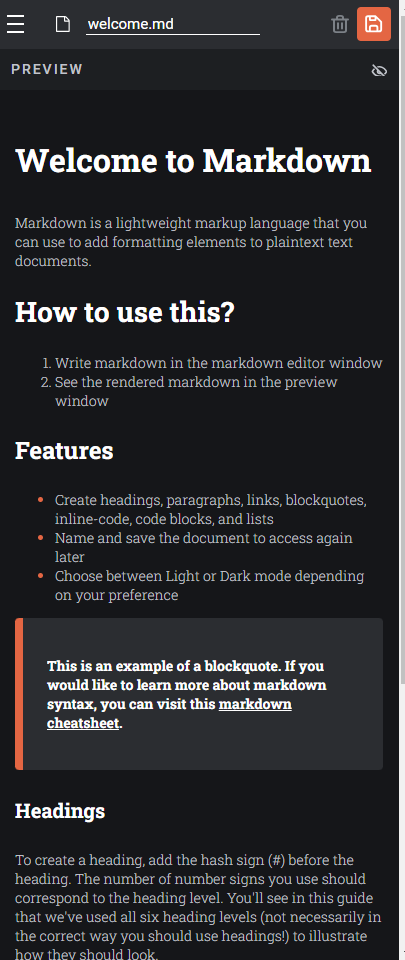 welcome.md
PREVIEW
Welcome to Markdown
Markdown is a lightweight markup language that you
can use to add formatting elements to plaintext text
documents.
How to use this?
1. Write markdown in the markdown editor window
2. See the rendered markdown in the preview
window
Features
Create headings, paragraphs, links, blockquotes,
inline-code, code blocks, and lists
Name and save the document to access again
later
Choose between Light or Dark mode depending
on your preference
This is an example of a blockquote. If you
would like to learn more about markdown
syntax, you can visit this markdown
cheatsheet.
Headings
To create a heading, add the hash sign (#) before the
heading. The number of number signs you use should
correspond to the heading level. You'll see in this guide
that we've used all six heading levels (not necessarily in
the correct way you should use headings!) to illustrate
how they should look.